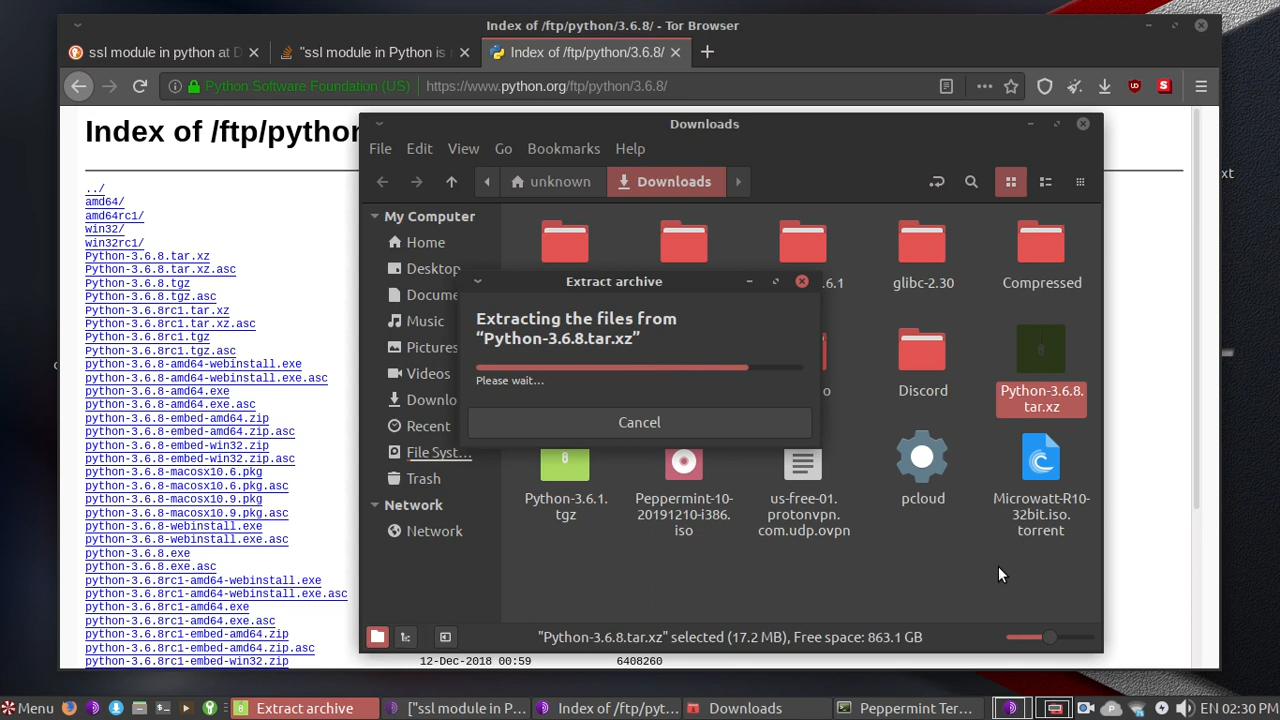 Index of /ftp/python/3.6.8/ - Tor Browser
ssl module in python at D
"ssl module in Python is
Index of /ftp/python/3.6.8/
Python Software Foundation (US)
https://www.python.org/ftp/python/3.6.8/
Index of /ftp/python
../
amd64/
amd64rc1/
win32/
win32rc1/
Python-3.6.8.tar.xz
Python-3.6.8.tar.xz.asc
Python-3.6.8.tgz
Python-3.6.8.tgz.asc
Python-3.6.8rc1.tar.xz
Python-3.6.8rc1.tar.xz.asc
Python-3.6.8rc1.tgz
Python-3.6.8rc1.tgz.asc
python-3.6.8-amd64-webinstall.exe
python-3.6.8-amd64-webinstall.exe.asc
python-3.6.8-amd64.exe
python-3.6.8-amd64.exe.asc
python-3.6.8-embed-amd64.zip
python-3.6.8-embed-amd64.zip.asc
python-3.6.8-embed-win32.zip
python-3.6.8-embed-win32.zip.asc
python-3.6.8-macosx10.6.pkg
python-3.6.8-macosx10.6.pkg.asc
python-3.6.8-macosx10.9.pkg
python-3.6.8-macosx10.9.pkg.asc
python-3.6.8-webinstall.exe
python-3.6.8-webinstall.exe.asc
python-3.6.8.exe
python-3.6.8.exe.asc
python-3.6.8rc1-amd64-webinstall.exe
python-3.6.8rc1-amd64-webinstall.exe.asc
python-3.6.8rc1-amd64.exe
python-3.6.8rc1-amd64.exe.asc
python-3.6.8rc1-embed-amd64.zip
python-3.6.8rc1-embed-amd64.zip.asc
python-3.6.8rc1-embed-win32.zip
12-Dec-2018 00:59 6408260
Downloads
File Edit View Go Bookmarks Help
unknown Downloads
My Computer
Home
Desktop
Docume
Music
Pictures
Videos
Downlo
Recent
File Syst...
Trash
Network
Network
.6.1
glibc-2.30
Compressed
o
Discord
Python-3.6.8.
tar.xz
Python-3.6.1.
tgz
Peppermint-10-
20191210-i386.
iso
us-free-01.
protonvpn.
com.udp.ovpn
pcloud
Microwatt-R10-
32bit.iso.
torrent
"Python-3.6.8.tar.xz" selected (17.2 MB), Free space: 863.1 GB
Extract archive
Extracting the files from
“Python-3.6.8.tar.xz”
Please wait...
Cancel
xt
Menu
Extract archive
["ssl module in P...
Index of /ftp/pyt...
Downloads
Peppermint Ter...
EN 02:30 PM